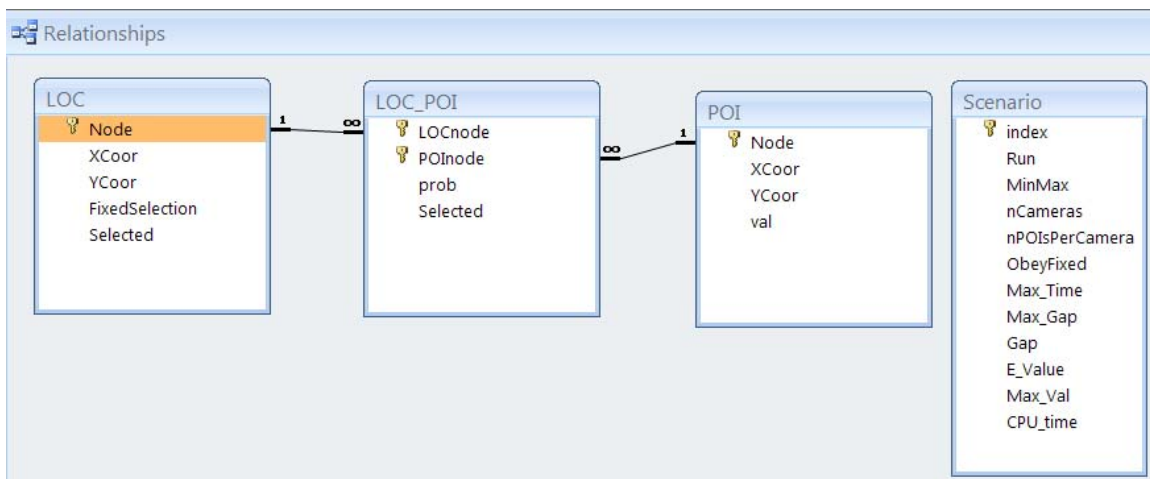 Relationships
LOC
Node
XCoor
YCoor
FixedSelection
Selected
1
∞
LOC_POI
LOCnode
POInode
prob
Selected
∞
1
POI
Node
XCoor
YCoor
val
Scenario
index
Run
MinMax
nCameras
nPOIsPerCamera
ObeyFixed
Max_Time
Max_Gap
Gap
E_Value
Max_Val
CPU_time